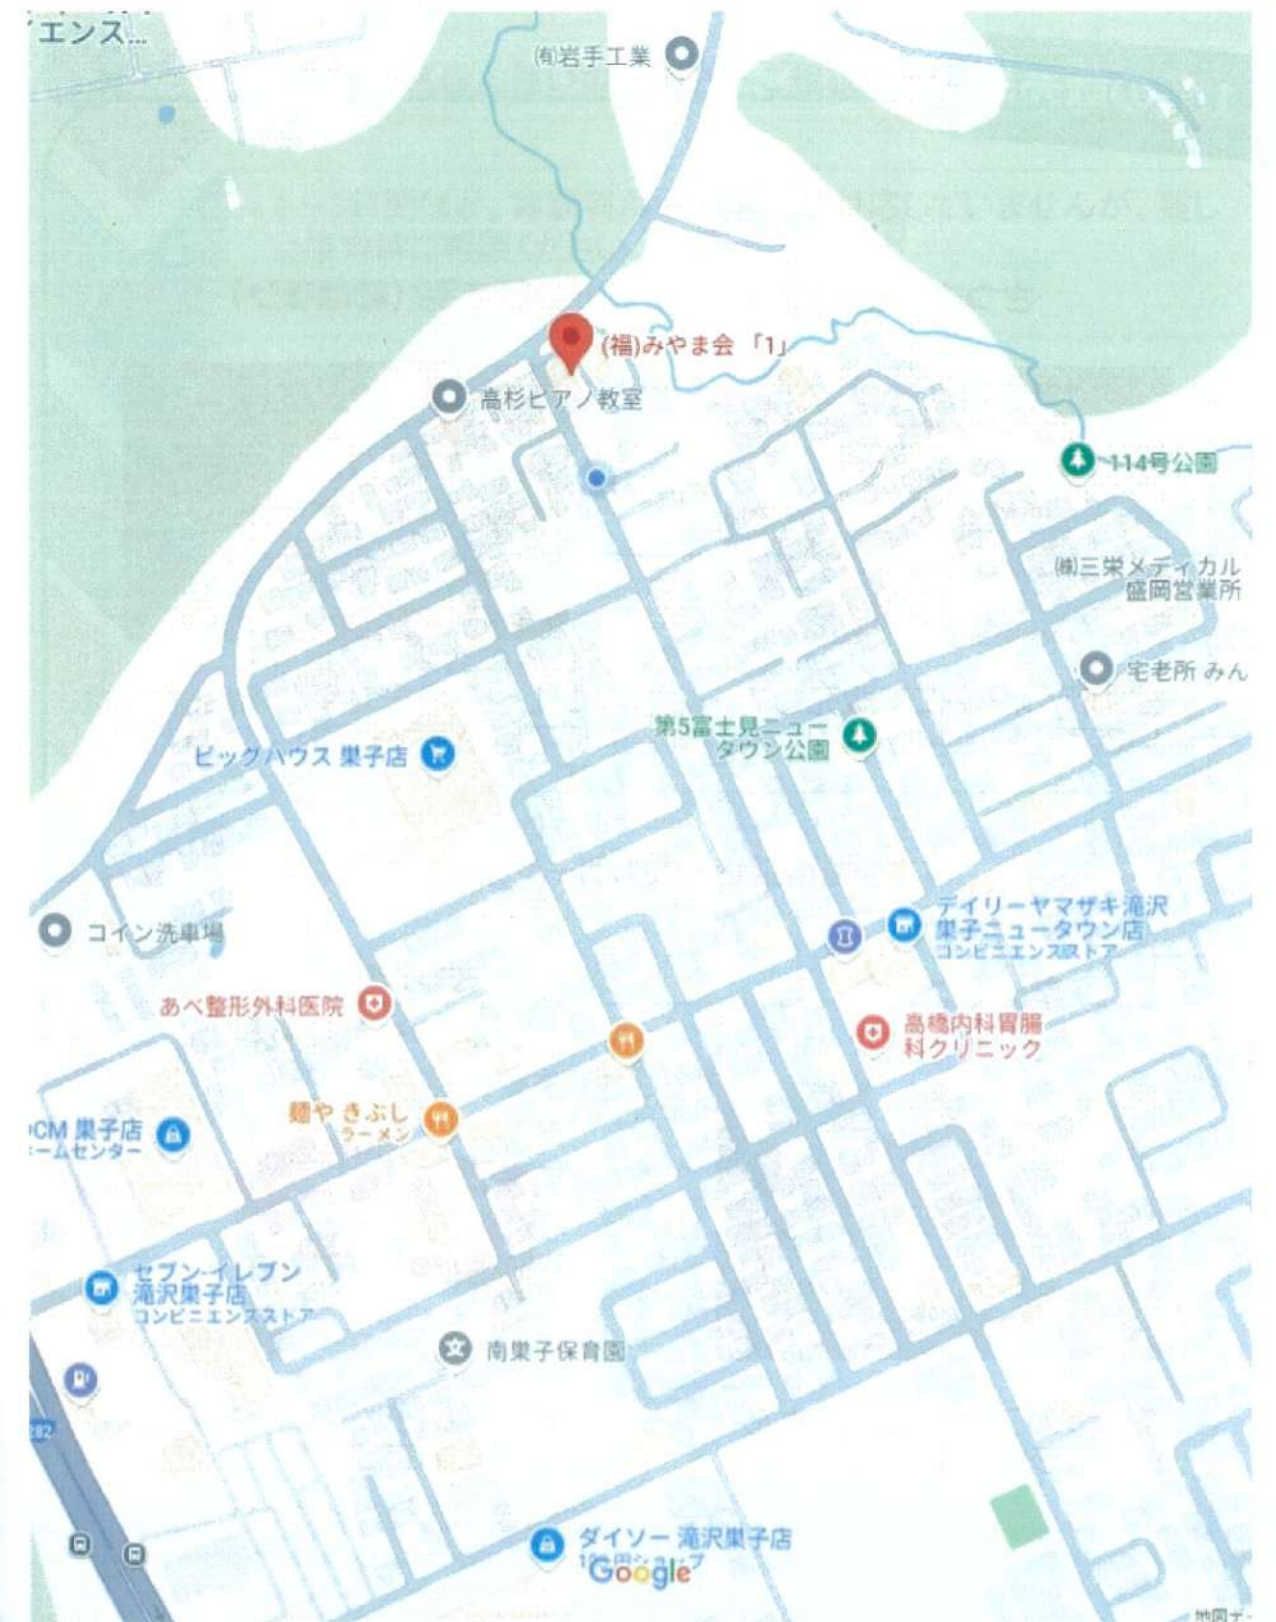 エンス...
㈲岩手工業
(福)みやま会 「1」
高杉ピアノ教室
114号公園
㈱三栄メディカル
盛岡営業所
宅老所 みん
第5富士見ニュー
タウン公園
ビッグハウス 巣子店
デイリーヤマザキ滝沢
巣子ニュータウン店
コンビニエンスストア
コイン洗車場
あべ整形外科医院
高橋内科胃腸
科クリニック
麺や きぶし
ラーメン
CM 巣子店
ームセンター
セブン-イレブン
滝沢巣子店
コンビニエンスストア
南巣子保育園
282
ダイソー 滝沢巣子店
Google
地図デ